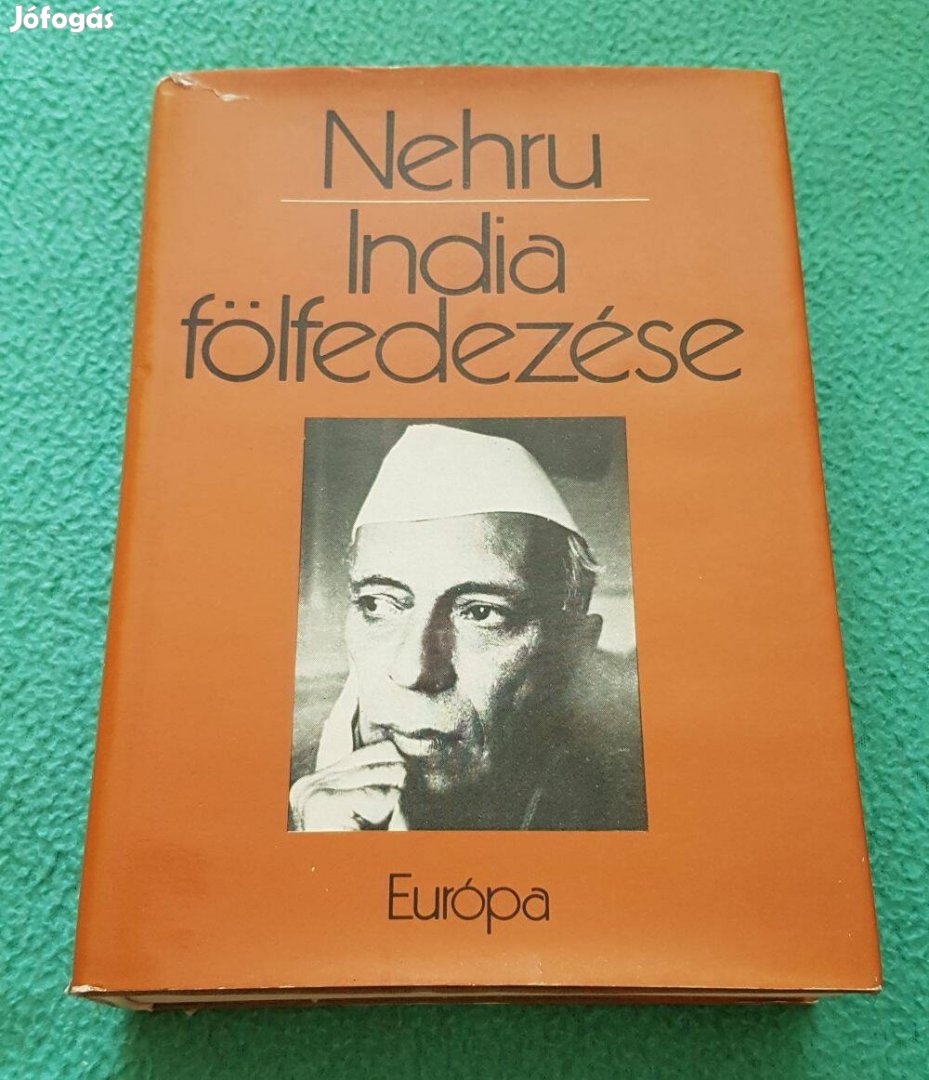 Jófogás
Nehru
India
fölfedezése
Európa